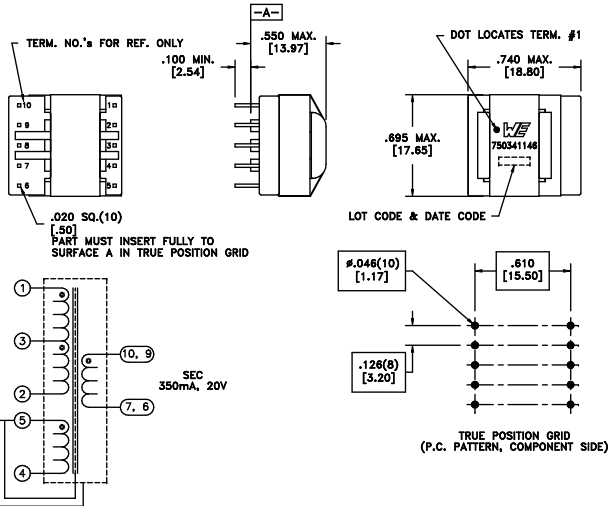 -A-
TERM. NO.'s FOR REF. ONLY
.550 MAX.
[13.97]
.100 MIN.
[2.54]
DOT LOCATES TERM. #1
.740 MAX.
[18.80]
10
1
9
2
8
3
7
4
6
5
.695 MAX.
[17.65]
WE
750341146
.020 SQ.(10)
[.50]
PART MUST INSERT FULLY TO
SURFACE A IN TRUE POSITION GRID
LOT CODE & DATE CODE
ø.046(10)
[1.17]
.610
[15.50]
.126(8)
[3.20]
1
3
2
5
4
10, 9
7, 6
SEC
350mA, 20V
TRUE POSITION GRID
(P.C. PATTERN, COMPONENT SIDE)